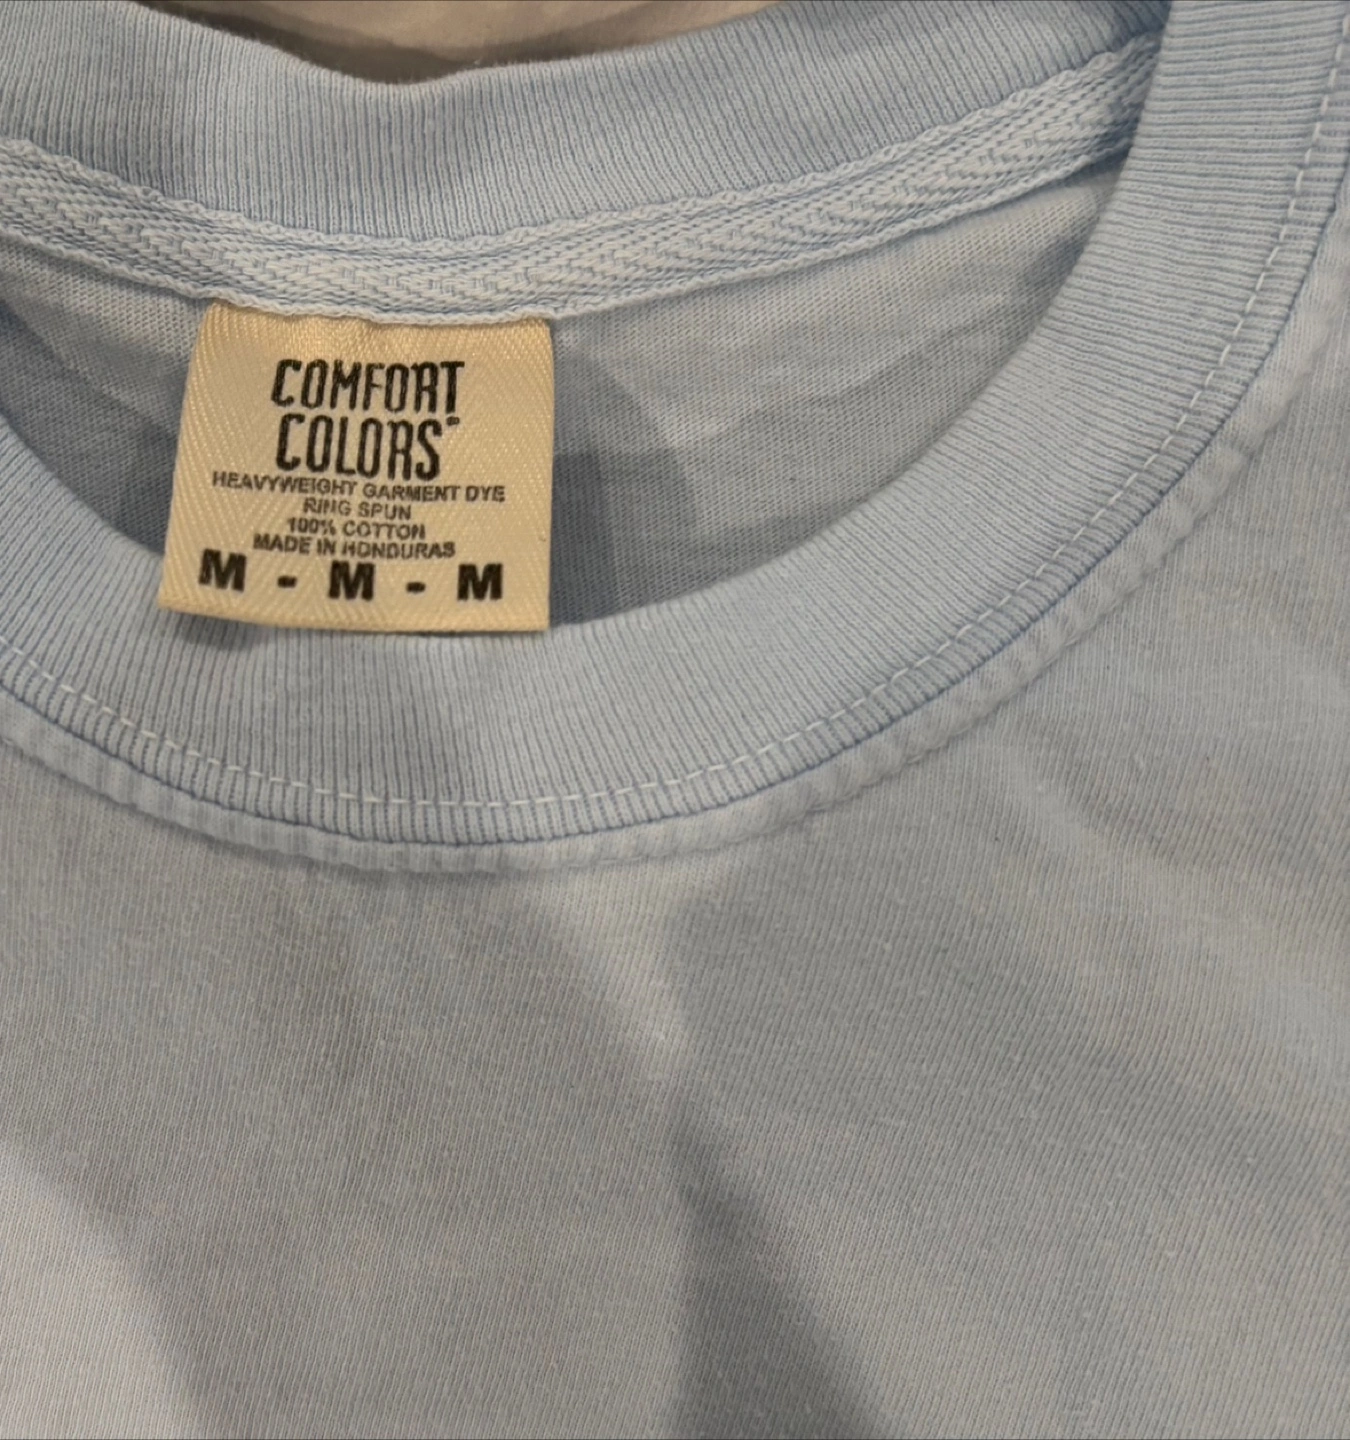 COMFORT
COLORS®
HEAVYWEIGHT GARMENT DYE
RING SPUN
100% COTTON
MADE IN HONDURAS
M - M - M